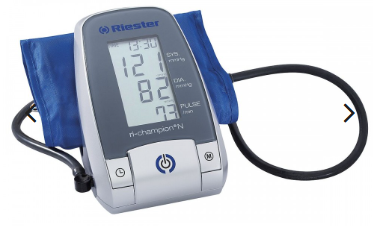 Riester
13:30
121
SYS.
mmHg
82
DIA.
mmHg
73
PULSE
/min
ri-champion®N
M